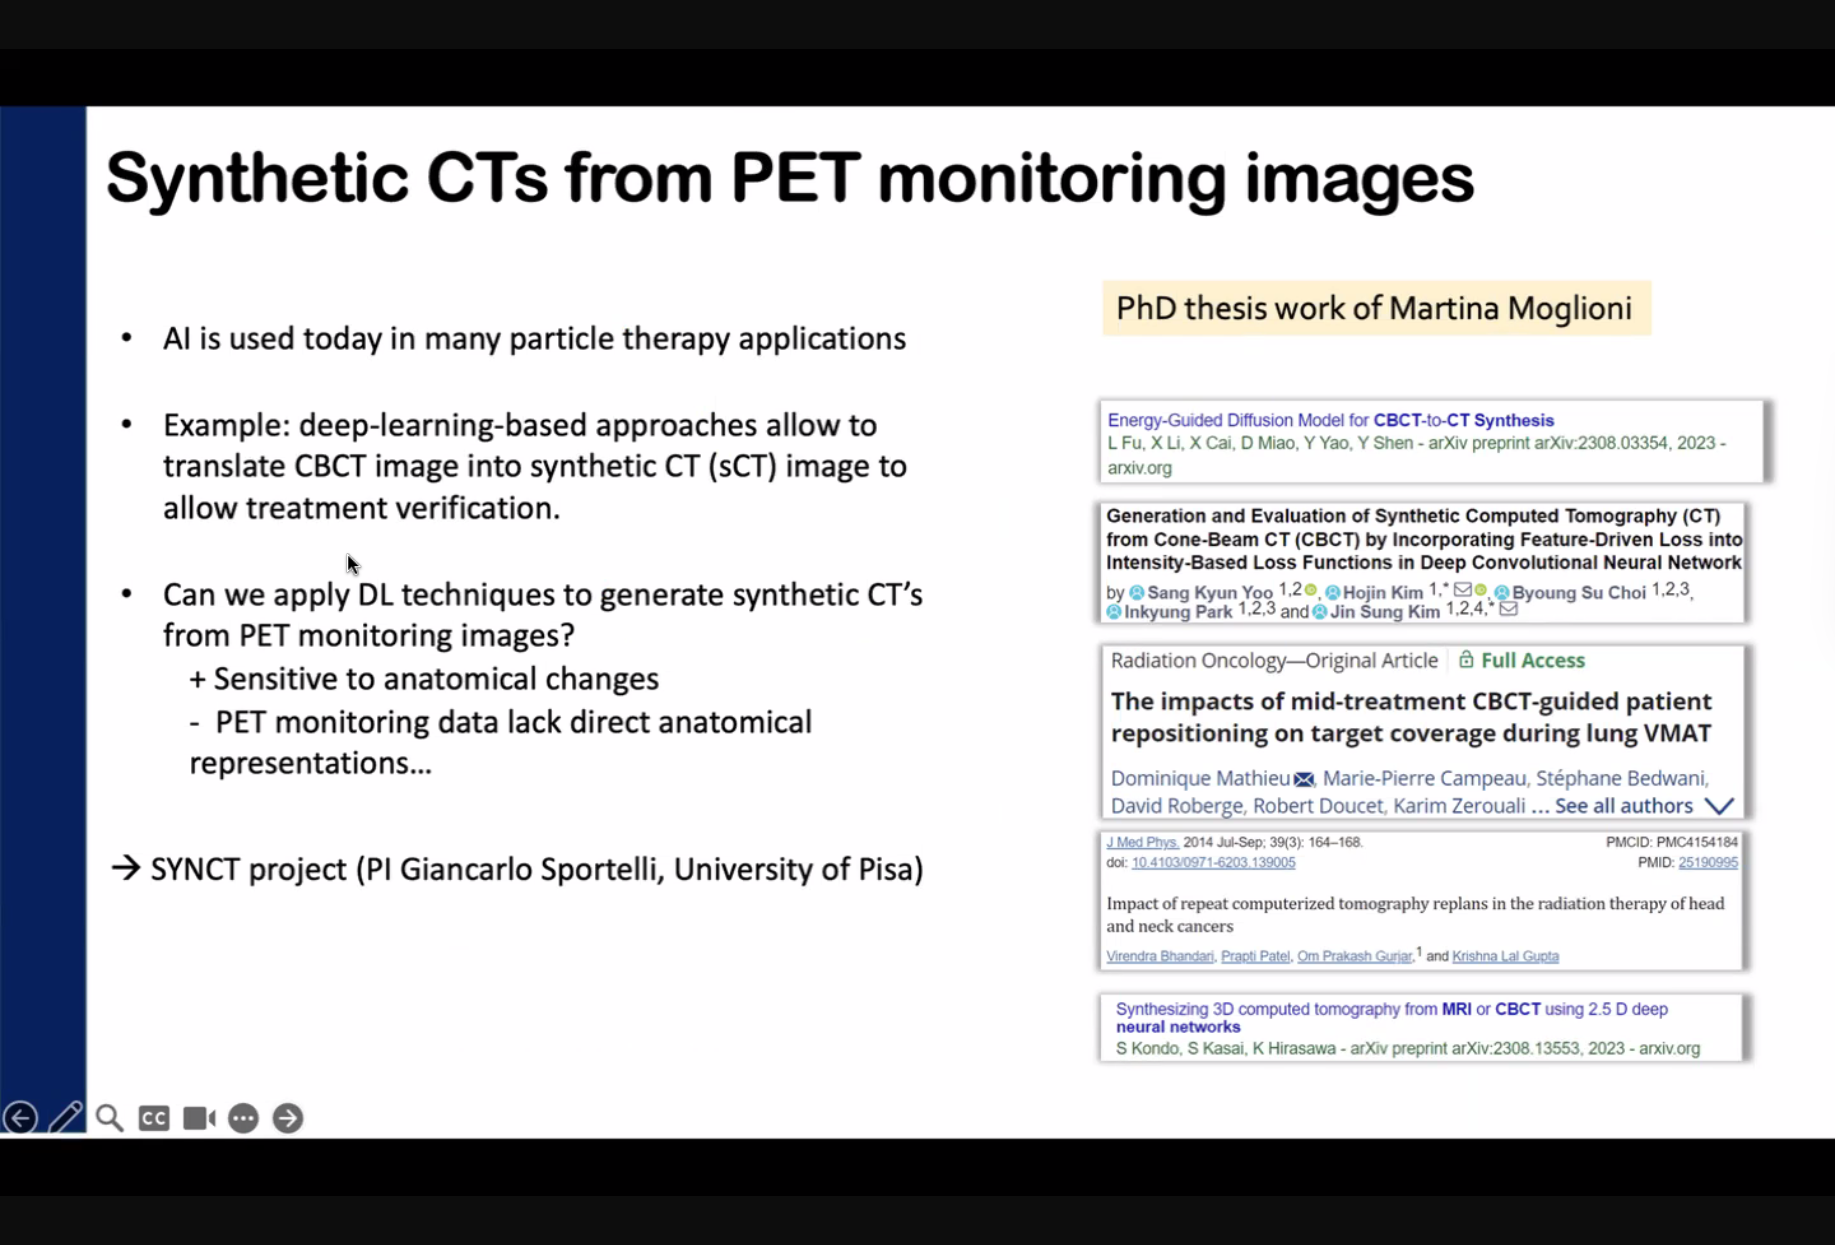 Synthetic CTs from PET monitoring images
• AI is used today in many particle therapy applications
• Example: deep-learning-based approaches allow to
translate CBCT image into synthetic CT (sCT) image to
allow treatment verification.
• Can we apply DL techniques to generate synthetic CT’s
from PET monitoring images?
+ Sensitive to anatomical changes
- PET monitoring data lack direct anatomical
representations...
→ SYNCT project (PI Giancarlo Sportelli, University of Pisa)
PhD thesis work of Martina Moglioni
Energy-Guided Diffusion Model for CBCT-to-CT Synthesis
L Fu, X Li, X Cai, D Miao, Y Yao, Y Shen - arXiv preprint arXiv:2308.03354, 2023 -
arxiv.org
Generation and Evaluation of Synthetic Computed Tomography (CT)
from Cone-Beam CT (CBCT) by Incorporating Feature-Driven Loss into
Intensity-Based Loss Functions in Deep Convolutional Neural Network
by Sang Kyun Yoo 1,2, Hojin Kim 1,*, Byoung Su Choi 1,2,3,
Inkyung Park 1,2,3 and Jin Sung Kim 1,2,4,*
Radiation Oncology—Original Article Full Access
The impacts of mid-treatment CBCT-guided patient
repositioning on target coverage during lung VMAT
Dominique Mathieu, Marie-Pierre Campeau, Stéphane Bedwani,
David Roberge, Robert Doucet, Karim Zerouali ... See all authors
J Med Phys. 2014 Jul-Sep; 39(3): 164–168. PMCID: PMC4154184
doi: 10.4103/0971-6203.139005 PMID: 25190995
Impact of repeat computerized tomography replans in the radiation therapy of head
and neck cancers
Virendra Bhandari, Prapti Patel, Om Prakash Gurjar,1 and Krishna Lal Gupta
Synthesizing 3D computed tomography from MRI or CBCT using 2.5 D deep
neural networks
S Kondo, S Kasai, K Hirasawa - arXiv preprint arXiv:2308.13553, 2023 - arxiv.org
CC